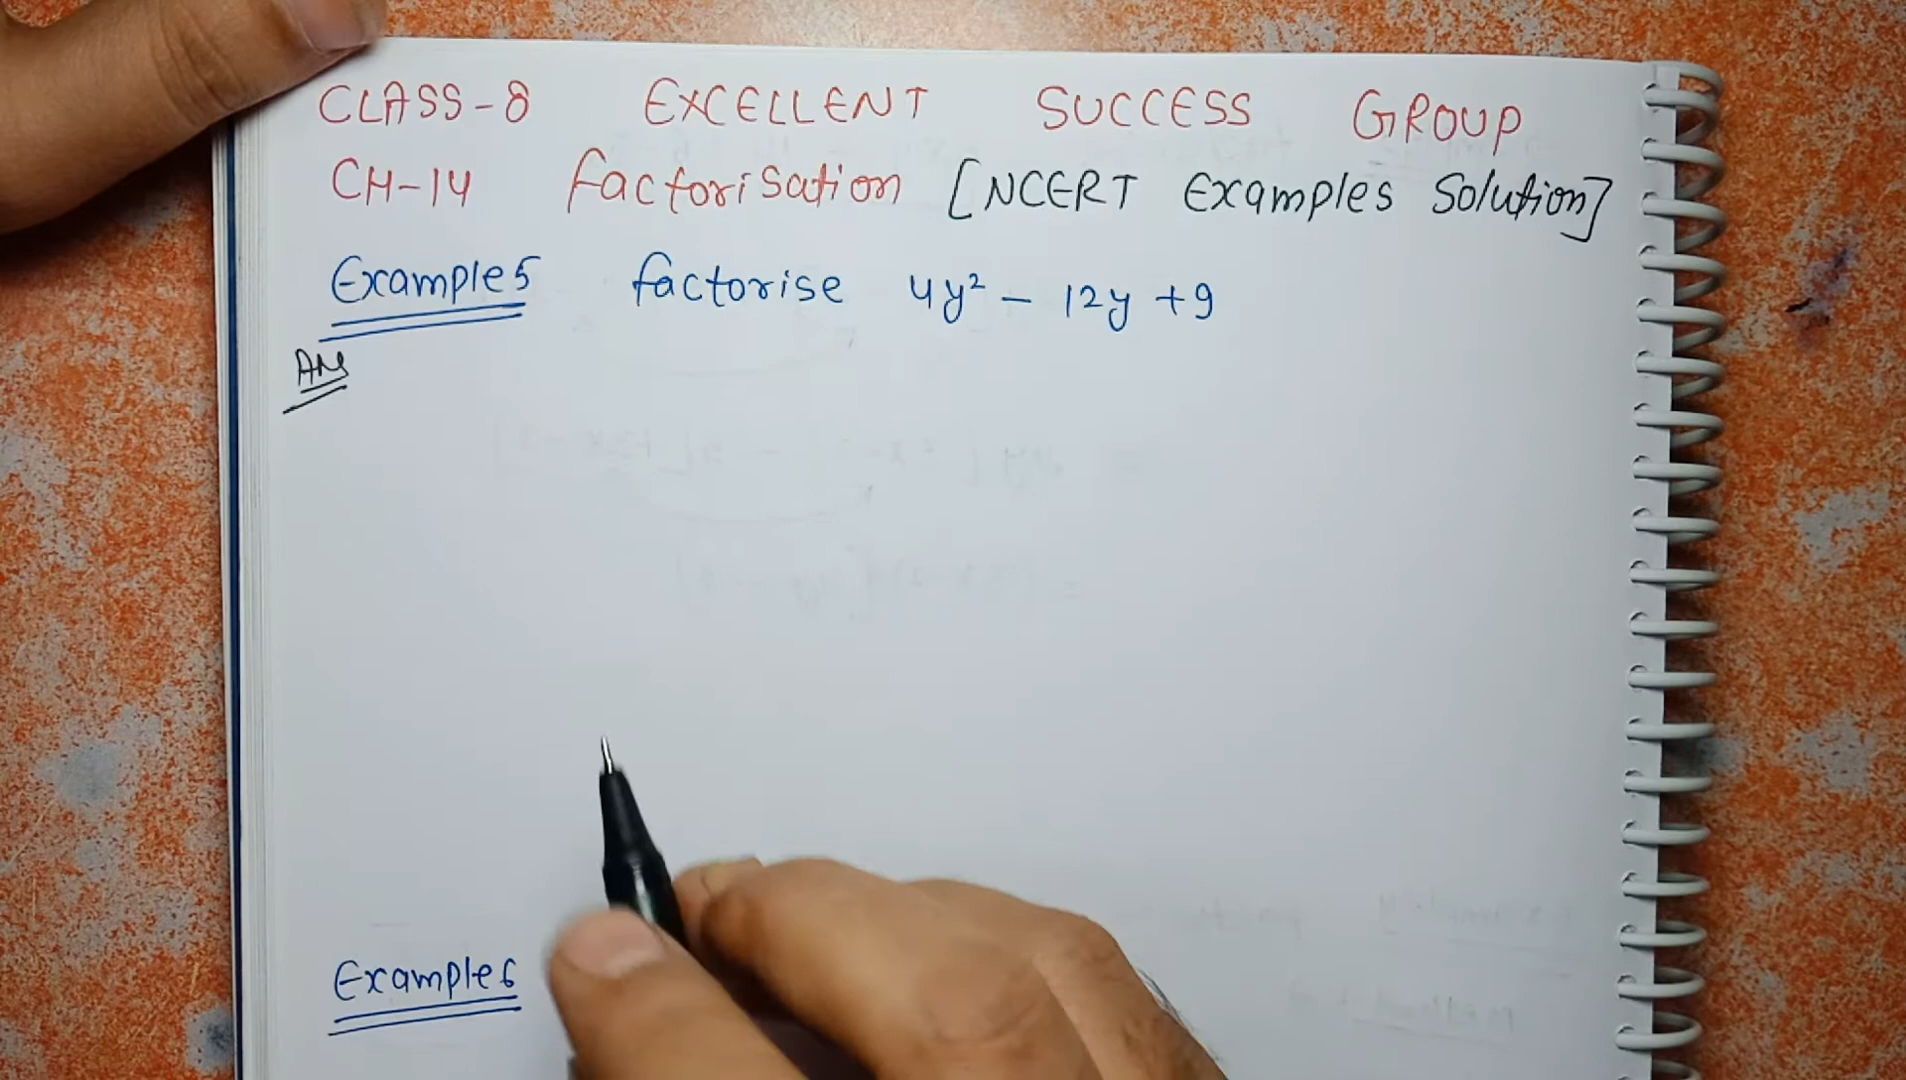 CLASS-8 EXCELLENT SUCCESS GROUP
CH-14 Factorisation [NCERT Examples Solution]
Example 5 factorise 4y² - 12y + 9
Ans
Example 6